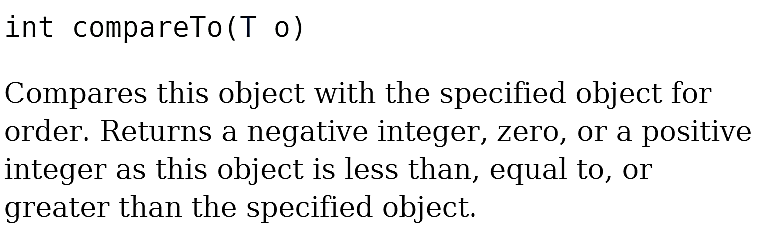 int compareTo(T o)
Compares this object with the specified object for
order. Returns a negative integer, zero, or a positive
integer as this object is less than, equal to, or
greater than the specified object.